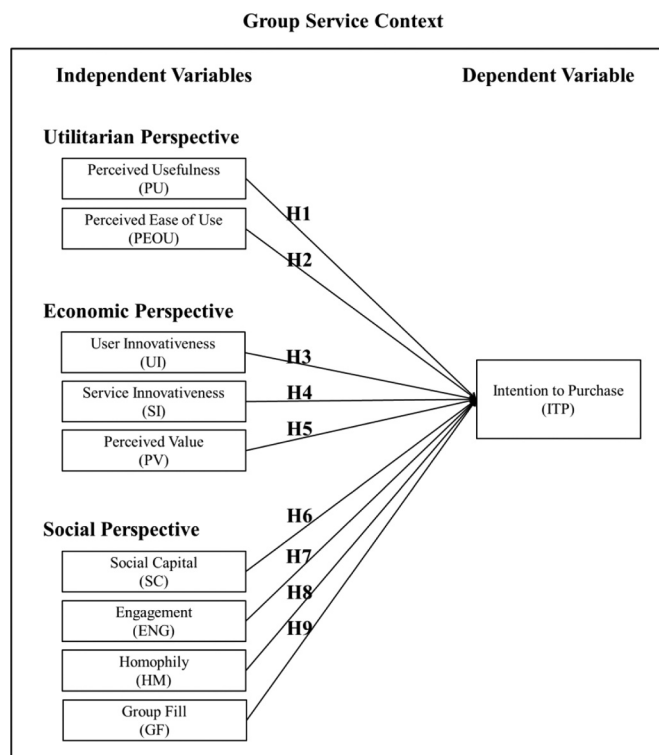 Group Service Context
Independent Variables
Dependent Variable
Utilitarian Perspective
Perceived Usefulness
(PU)
H1
Perceived Ease of Use
(PEOU)
H2
Economic Perspective
User Innovativeness
(UI)
H3
Service Innovativeness
(SI)
H4
Perceived Value
(PV)
H5
Intention to Purchase
(ITP)
Social Perspective
H6
Social Capital
(SC)
H7
Engagement
(ENG)
H8
Homophily
(HM)
H9
Group Fill
(GF)